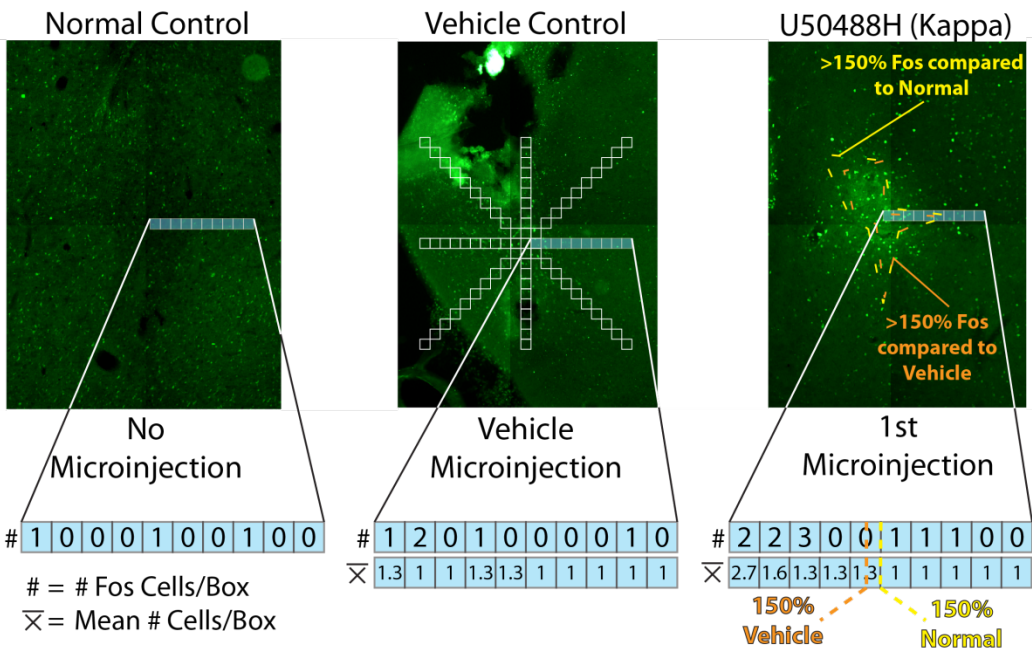 Normal Control
Vehicle Control
U50488H (Kappa)
>150% Fos compared
to Normal
>150% Fos
compared to
Vehicle
No
Microinjection
Vehicle
Microinjection
1st
Microinjection
# 1 0 0 0 1 0 0 1 0 0
# 1 2 0 1 0 0 0 0 1 0
X 1.3 1 1 1.3 1.3 1 1 1 1 1
# 2 2 3 0 0 1 1 1 0 0
X 2.7 1.6 1.3 1.3 1.3 1 1 1 1 1
# = # Fos Cells/Box
X = Mean # Cells/Box
150%
Vehicle
150%
Normal